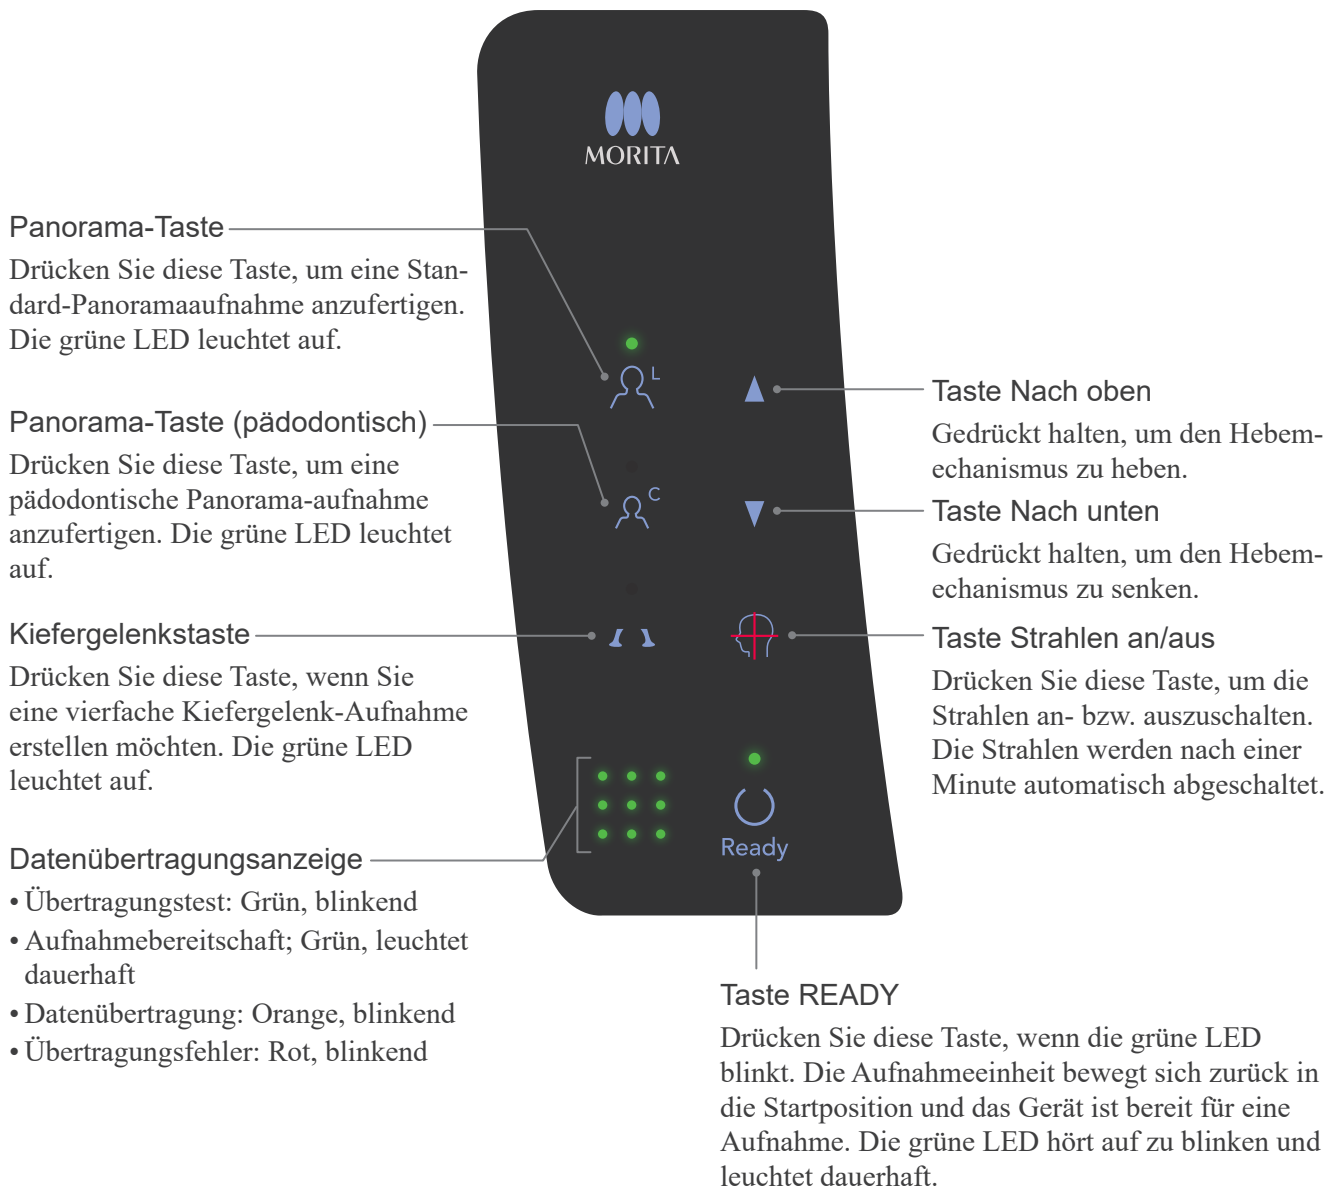 MORITA
Panorama-Taste
Drücken Sie diese Taste, um eine Stan-
dard-Panoramaaufnahme anzufertigen.
Die grüne LED leuchtet auf.
L
Panorama-Taste (pädodontisch)
Drücken Sie diese Taste, um eine
pädodontische Panorama-aufnahme
anzufertigen. Die grüne LED leuchtet
auf.
C
Kiefergelenkstaste
Drücken Sie diese Taste, wenn Sie
eine vierfache Kiefergelenk-Aufnahme
erstellen möchten. Die grüne LED
leuchtet auf.
Datenübertragungsanzeige
• Übertragungstest: Grün, blinkend
• Aufnahmebereitschaft; Grün, leuchtet
dauerhaft
• Datenübertragung: Orange, blinkend
• Übertragungsfehler: Rot, blinkend
Taste Nach oben
Gedrückt halten, um den Hebem-
echanismus zu heben.
Taste Nach unten
Gedrückt halten, um den Hebem-
echanismus zu senken.
Taste Strahlen an/aus
Drücken Sie diese Taste, um die
Strahlen an- bzw. auszuschalten.
Die Strahlen werden nach einer
Minute automatisch abgeschaltet.
Ready
Taste READY
Drücken Sie diese Taste, wenn die grüne LED
blinkt. Die Aufnahmeeinheit bewegt sich zurück in
die Startposition und das Gerät ist bereit für eine
Aufnahme. Die grüne LED hört auf zu blinken und
leuchtet dauerhaft.